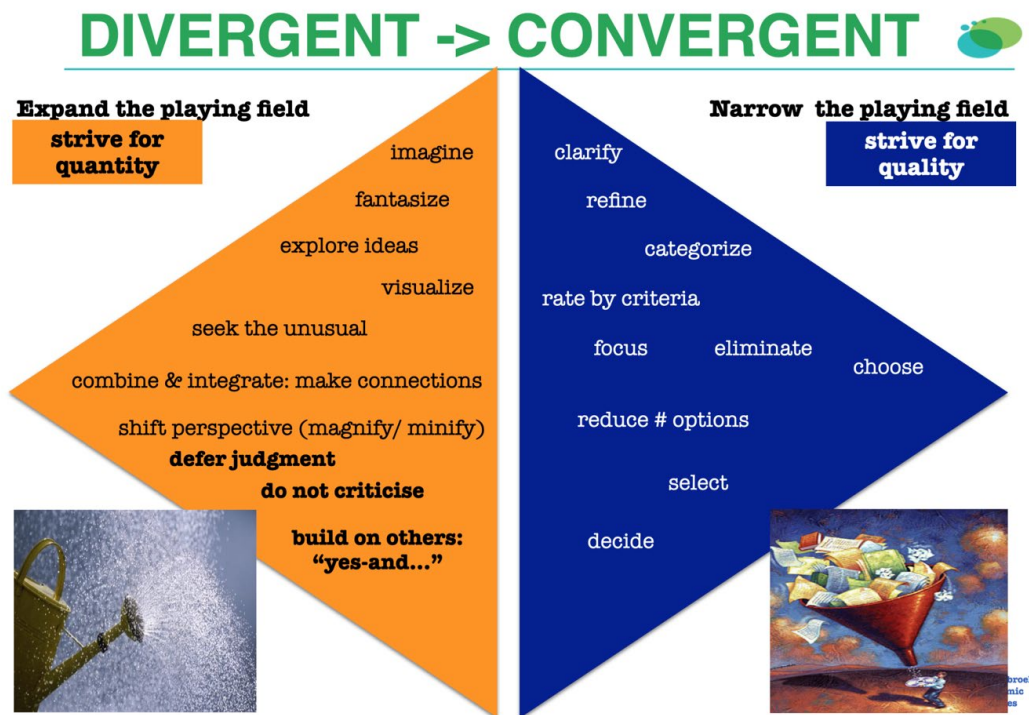 DIVERGENT -> CONVERGENT
Expand the playing field
strive for
quantity
imagine
fantasize
explore ideas
visualize
seek the unusual
combine & integrate: make connections
shift perspective (magnify/ minify)
defer judgment
do not criticise
build on others:
“yes-and...”
Narrow the playing field
strive for
quality
clarify
refine
categorize
rate by criteria
focus eliminate
choose
reduce # options
select
decide